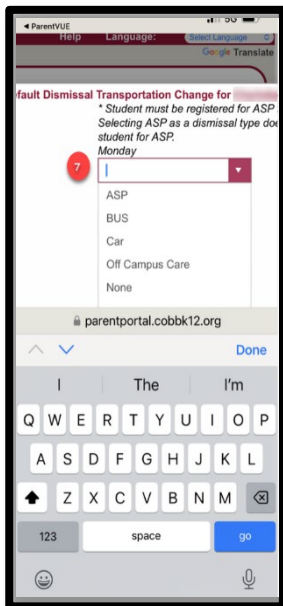 ◀ ParentVUE
5G
Help Language: Select Language
Google Translate
fault Dismissal Transportation Change for
* Student must be registered for ASP
Selecting ASP as a dismissal type doe
student for ASP.
Monday
7
ASP
BUS
Car
Off Campus Care
None
parentportal.cobbk12.org
Done
I The I'm
Q W E R T Y U I O P
A S D F G H J K L
Z X C V B N M
123 space go